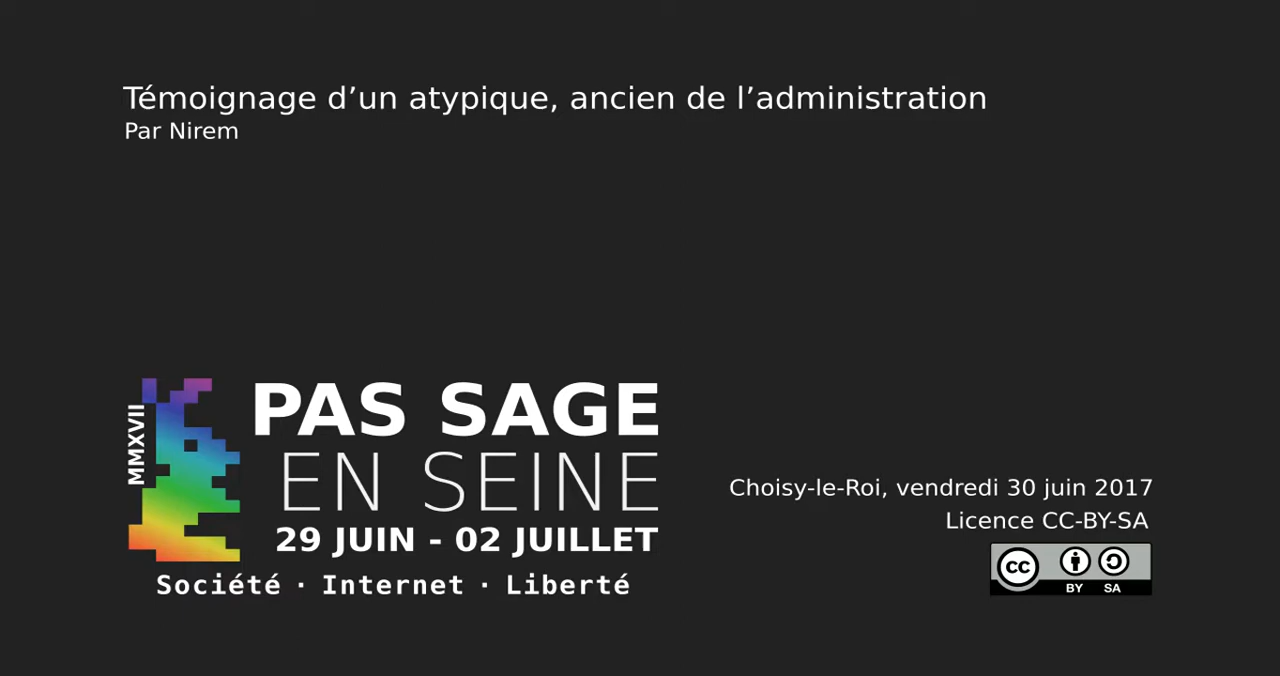 Témoignage d’un atypique, ancien de l’administration
Par Nirem
MMXVII
PAS SAGE
EN SEINE
29 JUIN - 02 JUILLET
Société · Internet · Liberté
Choisy-le-Roi, vendredi 30 juin 2017
Licence CC-BY-SA
cc
BY SA